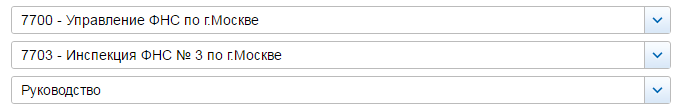 7700 - Управление ФНС по г.Москве
7703 - Инспекция ФНС № 3 по г.Москве
Руководство